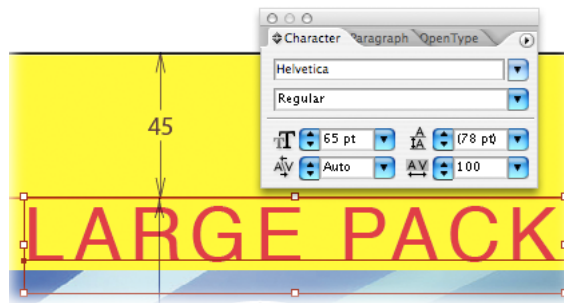 Character Paragraph OpenType
Helvetica
Regular
65 pt (78 pt)
Auto 100
45
LARGE PACK